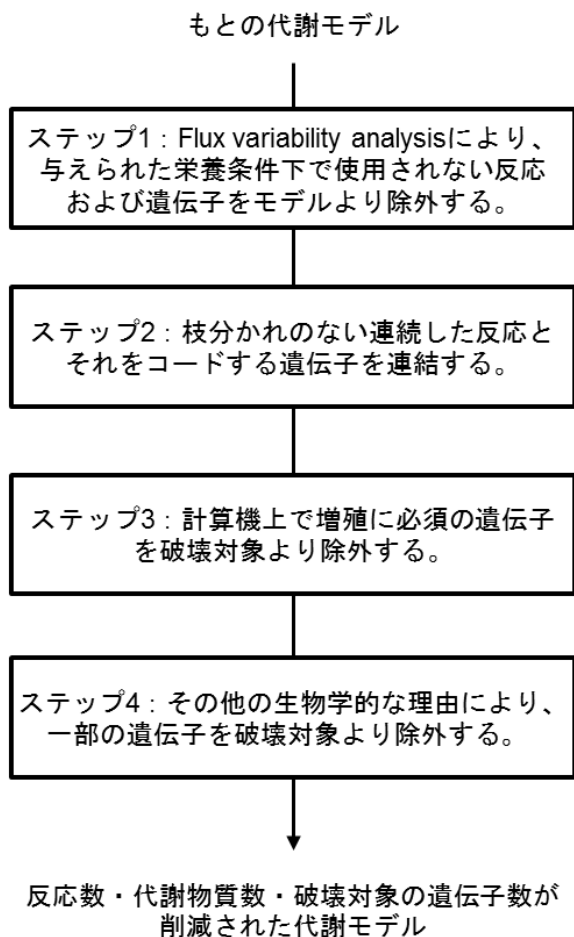 もとの代謝モデル
ステップ1：Flux variability analysisにより、
与えられた栄養条件下で使用されない反応
および遺伝子をモデルより除外する。
ステップ2：枝分かれのない連続した反応と
それをコードする遺伝子を連結する。
ステップ3：計算機上で増殖に必須の遺伝子
を破壊対象より除外する。
ステップ4：その他の生物学的な理由により、
一部の遺伝子を破壊対象より除外する。
反応数・代謝物質数・破壊対象の遺伝子数が
削減された代謝モデル